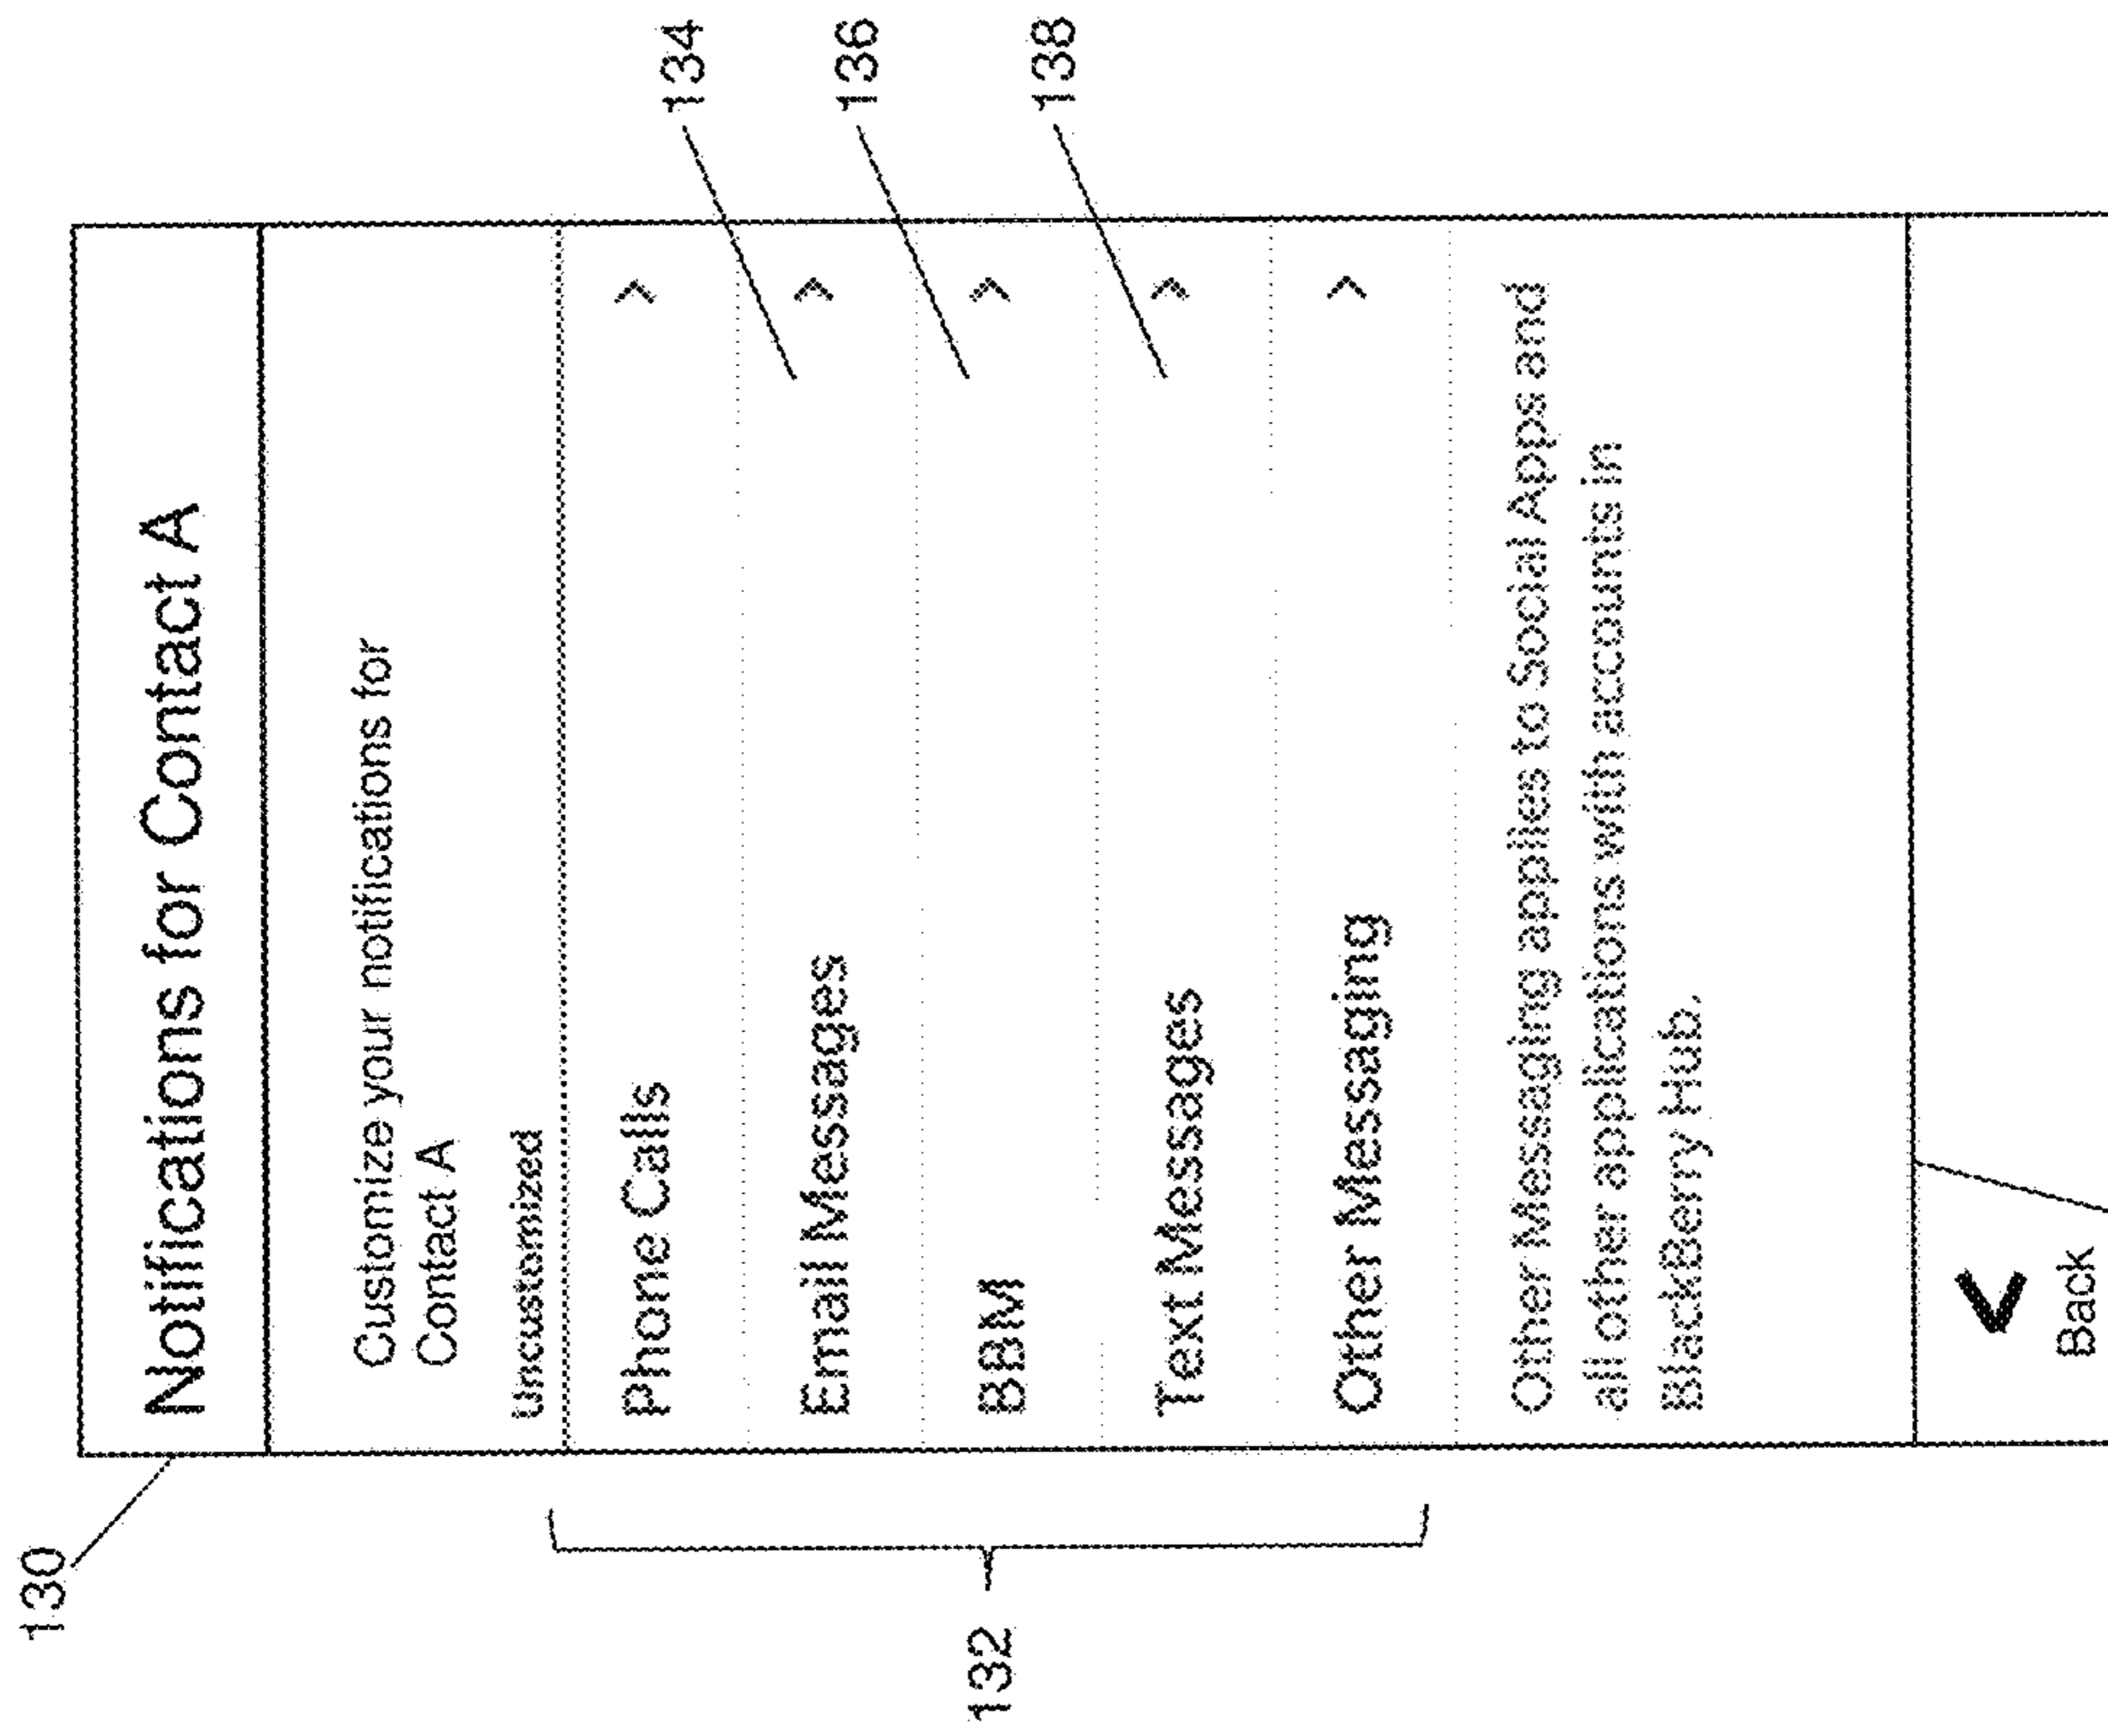 130
Notifications for Contact A
Customize your notifications for
Contact A
Uncustomized
Phone Calls >
Email Messages >
134
BBM >
136
Text Messages >
138
Other Messaging >
132
Other Messaging applies to Social Apps and
all other applications with accounts in
BlackBerry Hub.
<
Back